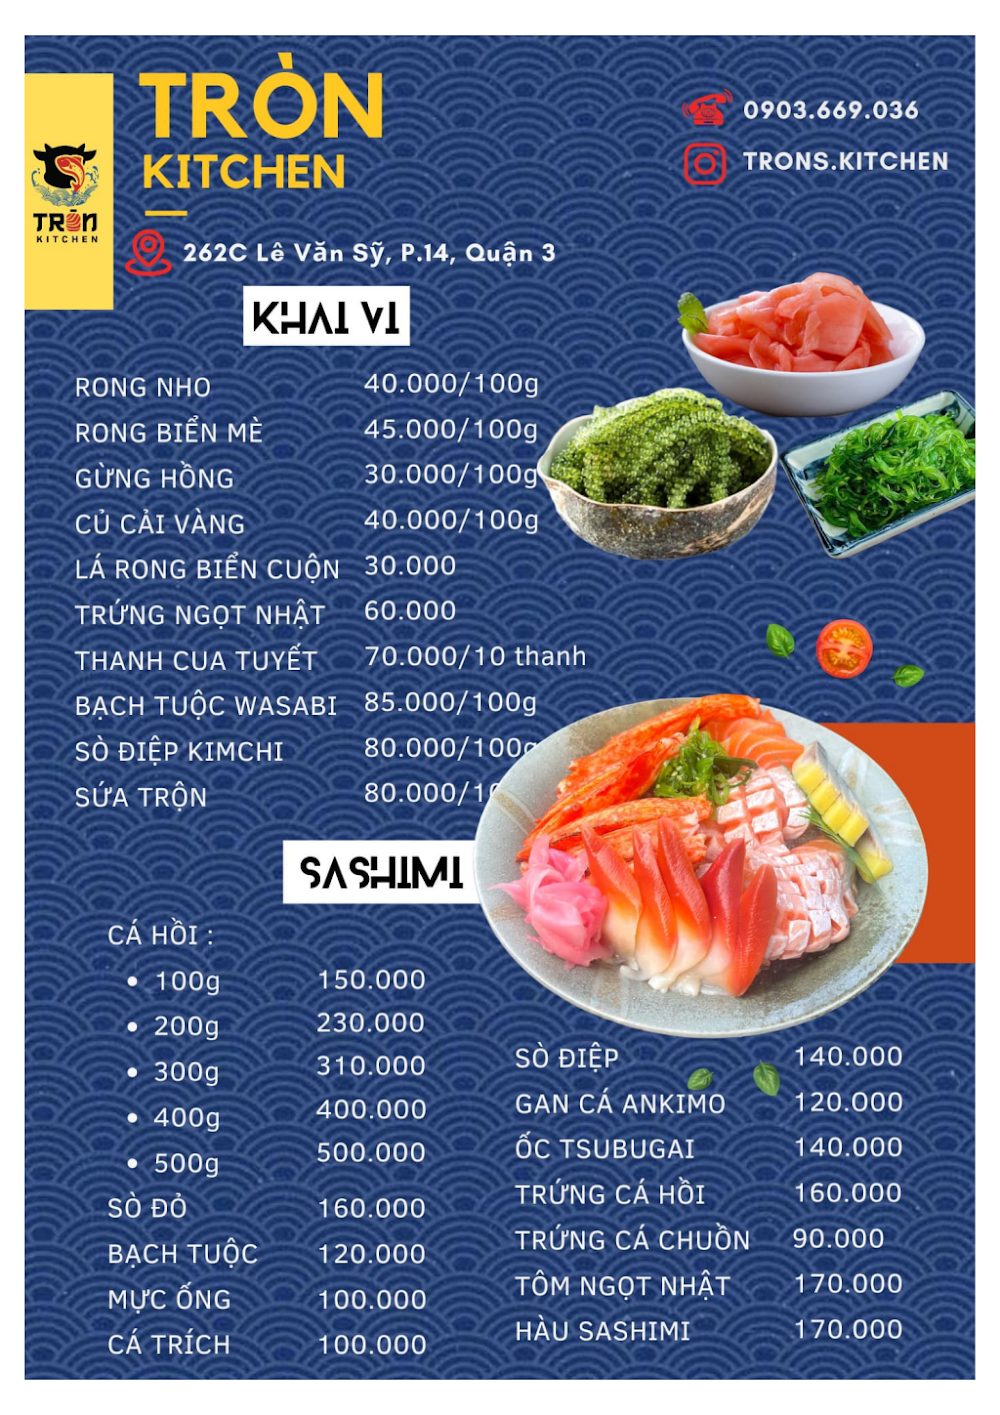 TRÒN
KITCHEN
TRÒN
KITCHEN
0903.669.036
TRONS.KITCHEN
262C Lê Văn Sỹ, P.14, Quận 3
KHAI VI
RONG NHO 40.000/100g
RONG BIỂN MÈ 45.000/100g
GỪNG HỒNG 30.000/100g
CỦ CẢI VÀNG 40.000/100g
LÁ RONG BIỂN CUỘN 30.000
TRỨNG NGỌT NHẬT 60.000
THANH CUA TUYẾT 70.000/10 thanh
BẠCH TUỘC WASABI 85.000/100g
SÒ ĐIỆP KIMCHI 80.000/100g
SỨA TRỘN 80.000/10
SASHIMI
CÁ HỒI :
• 100g 150.000
• 200g 230.000
• 300g 310.000
• 400g 400.000
• 500g 500.000
SÒ ĐỎ 160.000
BẠCH TUỘC 120.000
MỰC ỐNG 100.000
CÁ TRÍCH 100.000
SÒ ĐIỆP 140.000
GAN CÁ ANKIMO 120.000
ỐC TSUBUGAI 140.000
TRỨNG CÁ HỒI 160.000
TRỨNG CÁ CHUỒN 90.000
TÔM NGỌT NHẬT 170.000
HÀU SASHIMI 170.000